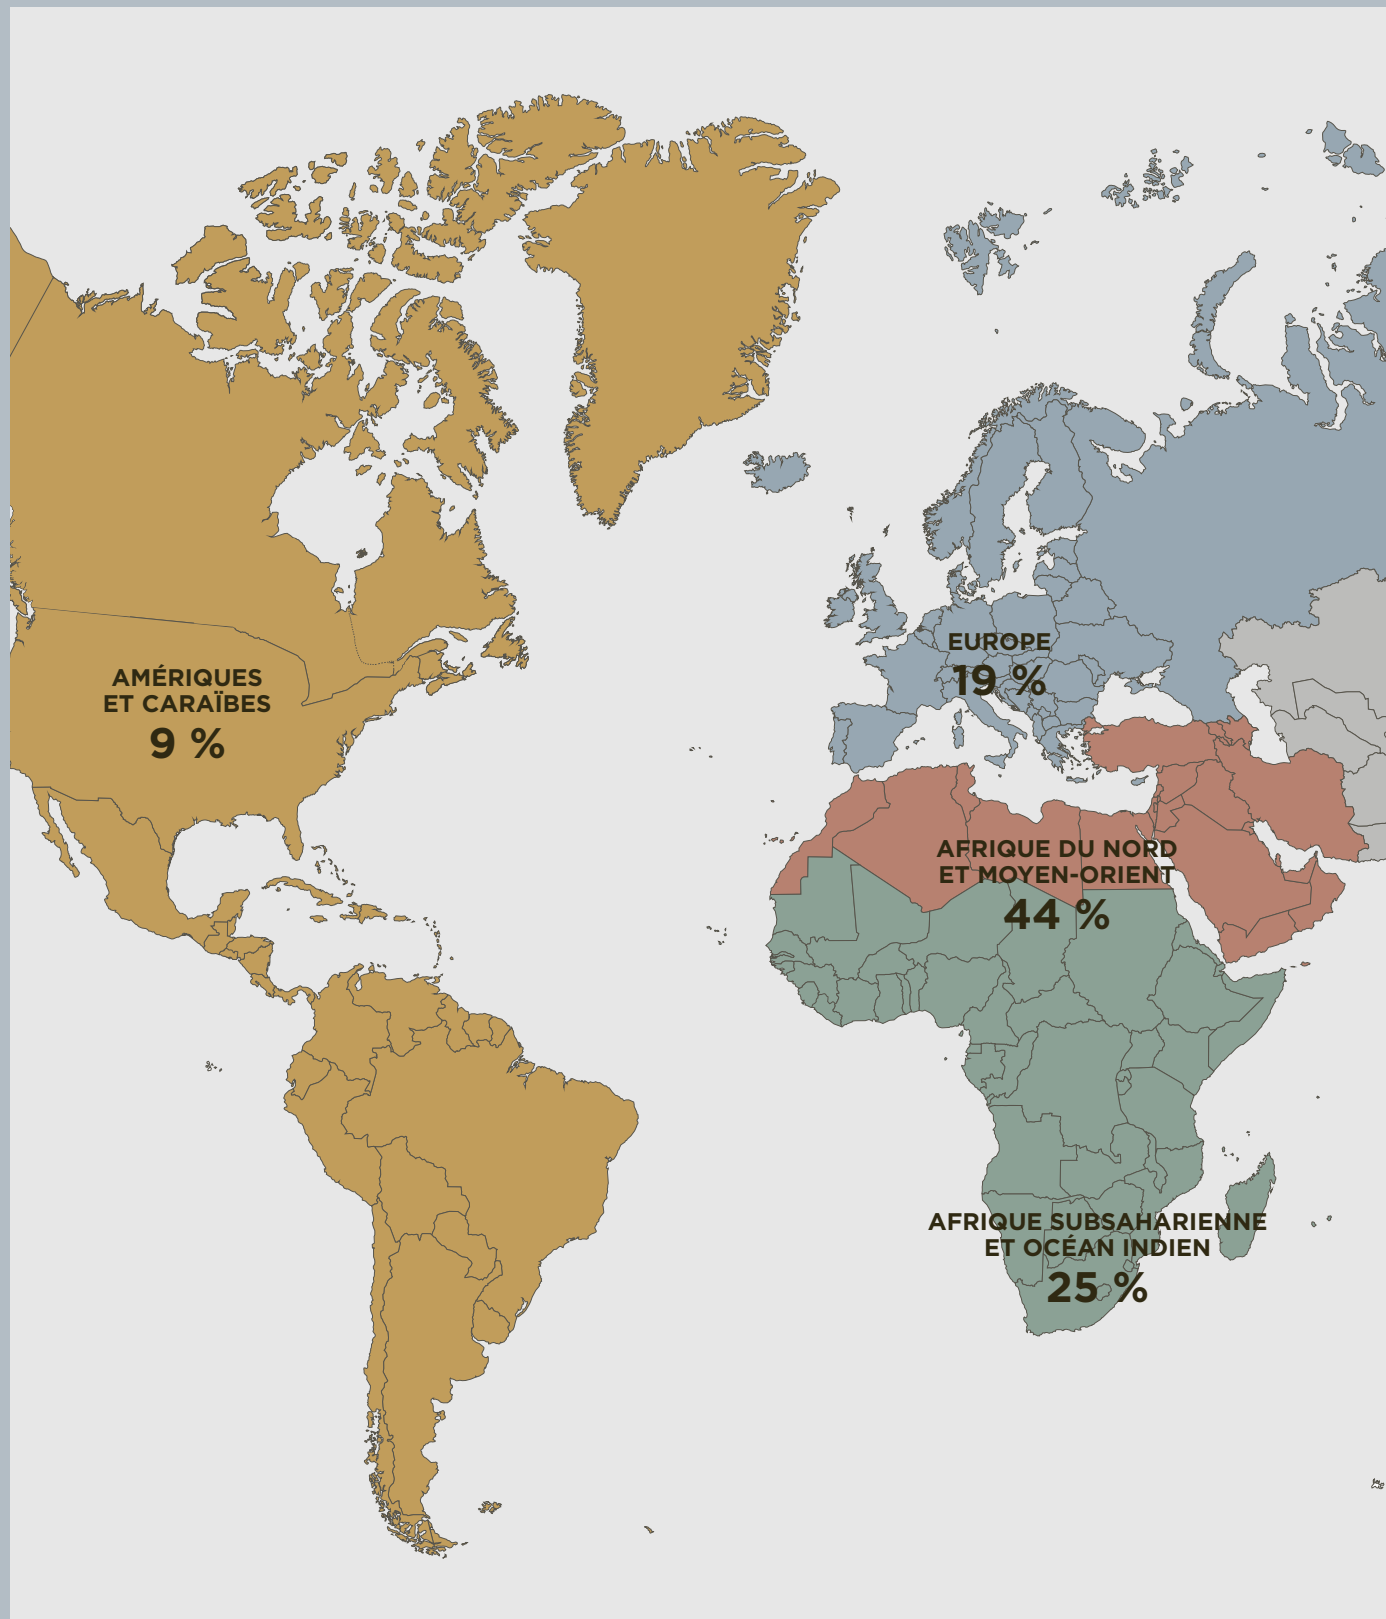 EUROPE
19 %
AMÉRIQUES
ET CARAÏBES
9 %
AFRIQUE DU NORD
ET MOYEN-ORIENT
44 %
AFRIQUE SUBSAHARIENNE
ET OCÉAN INDIEN
25 %